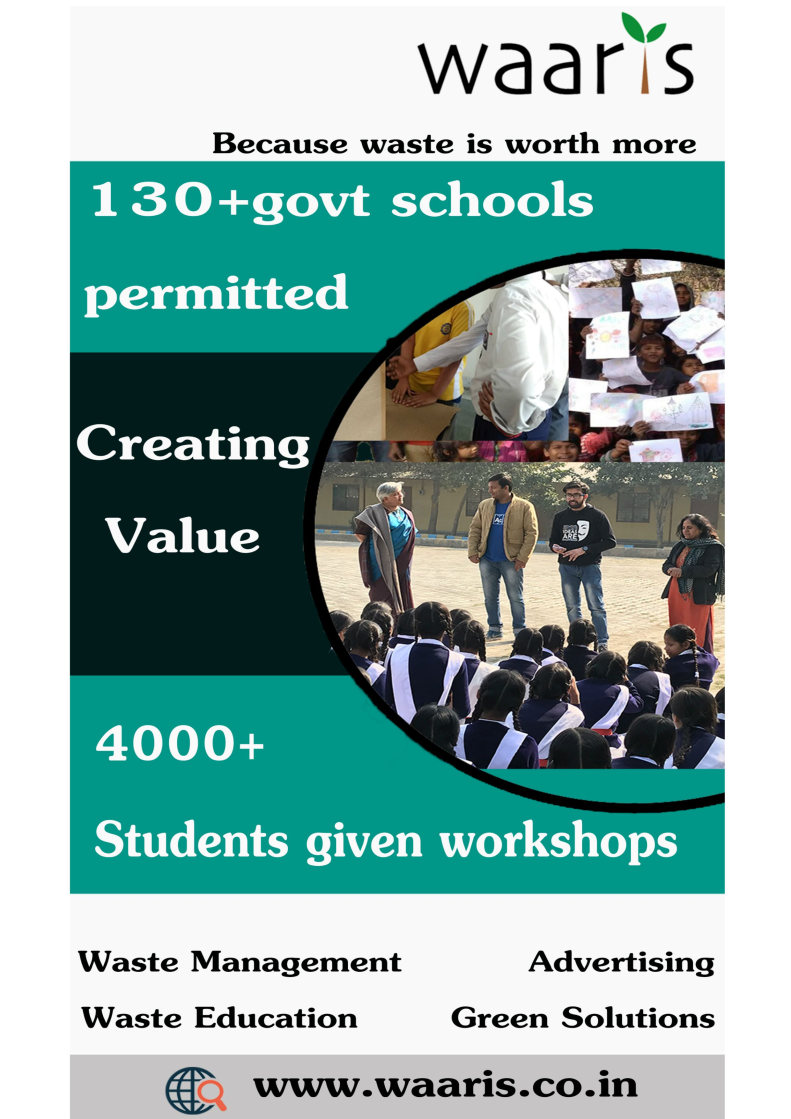 waaris
Because waste is worth more
130+govt schools
permitted
Creating
Value
4000+
Students given workshops
Waste Management
Advertising
Waste Education
Green Solutions
www.waaris.co.in